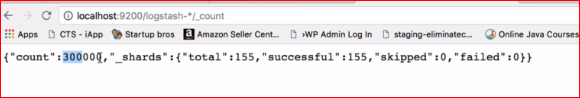 localhost:9200/logstash-*/_count
Apps CTS - iApp Startup bros Amazon Seller Cent... WP Admin Log In staging-eliminatec... Online Java Courses
{"count":300000,"_shards":{"total":155,"successful":155,"skipped":0,"failed":0}}